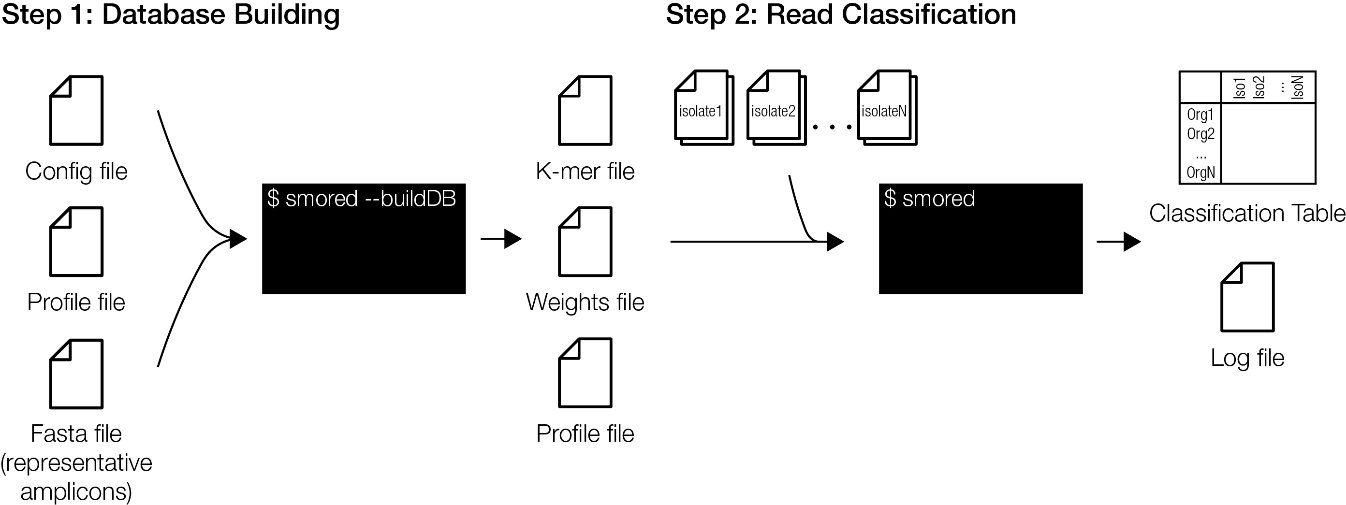 Step 1: Database Building
Config file
Profile file
Fasta file
(representative
amplicons)
$ smored --buildDB
K-mer file
Weights file
Profile file
Step 2: Read Classification
isolate1
isolate2
...
isolateN
$ smored
Iso1
Iso2
...
IsoN
Org1
Org2
...
OrgN
Classification Table
Log file